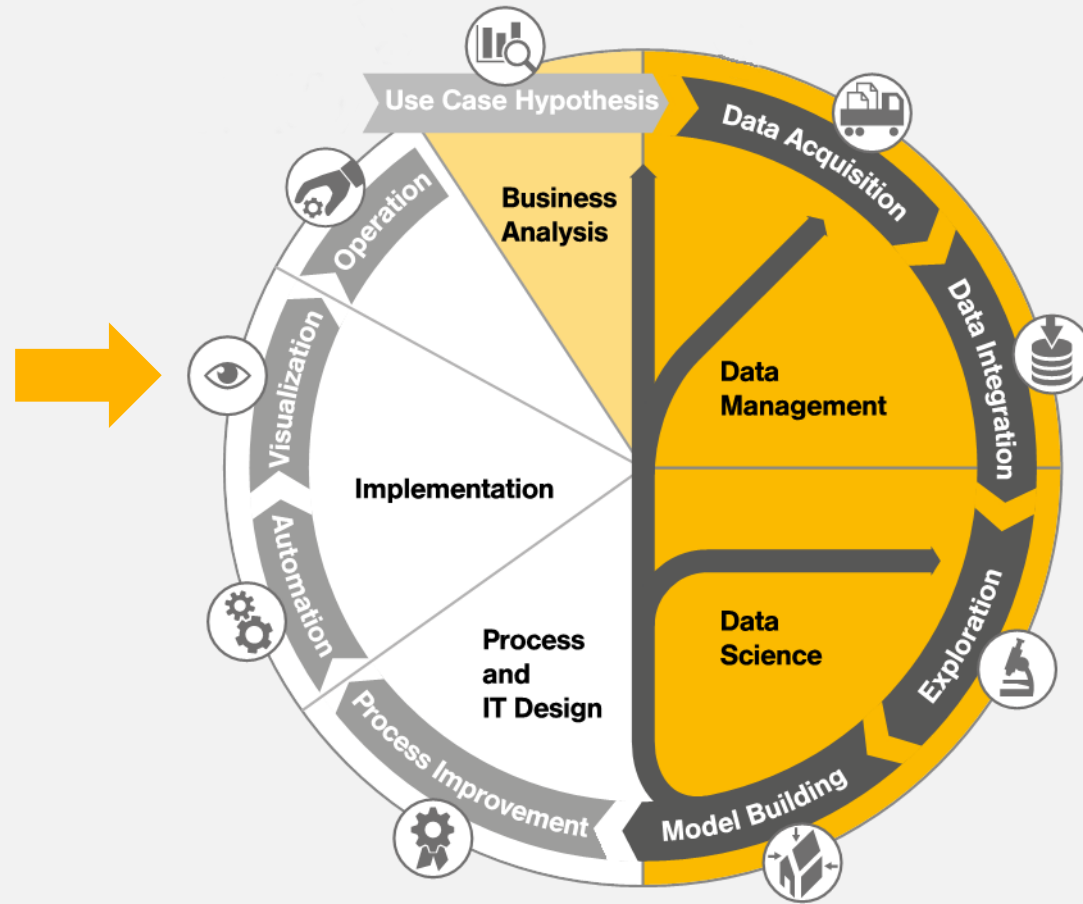 Use Case Hypothesis
Data Acquisition
Data Integration
Exploration
Model Building
Process Improvement
Automation
Visualization
Operation
Business
Analysis
Data
Management
Data
Science
Process
and
IT Design
Implementation